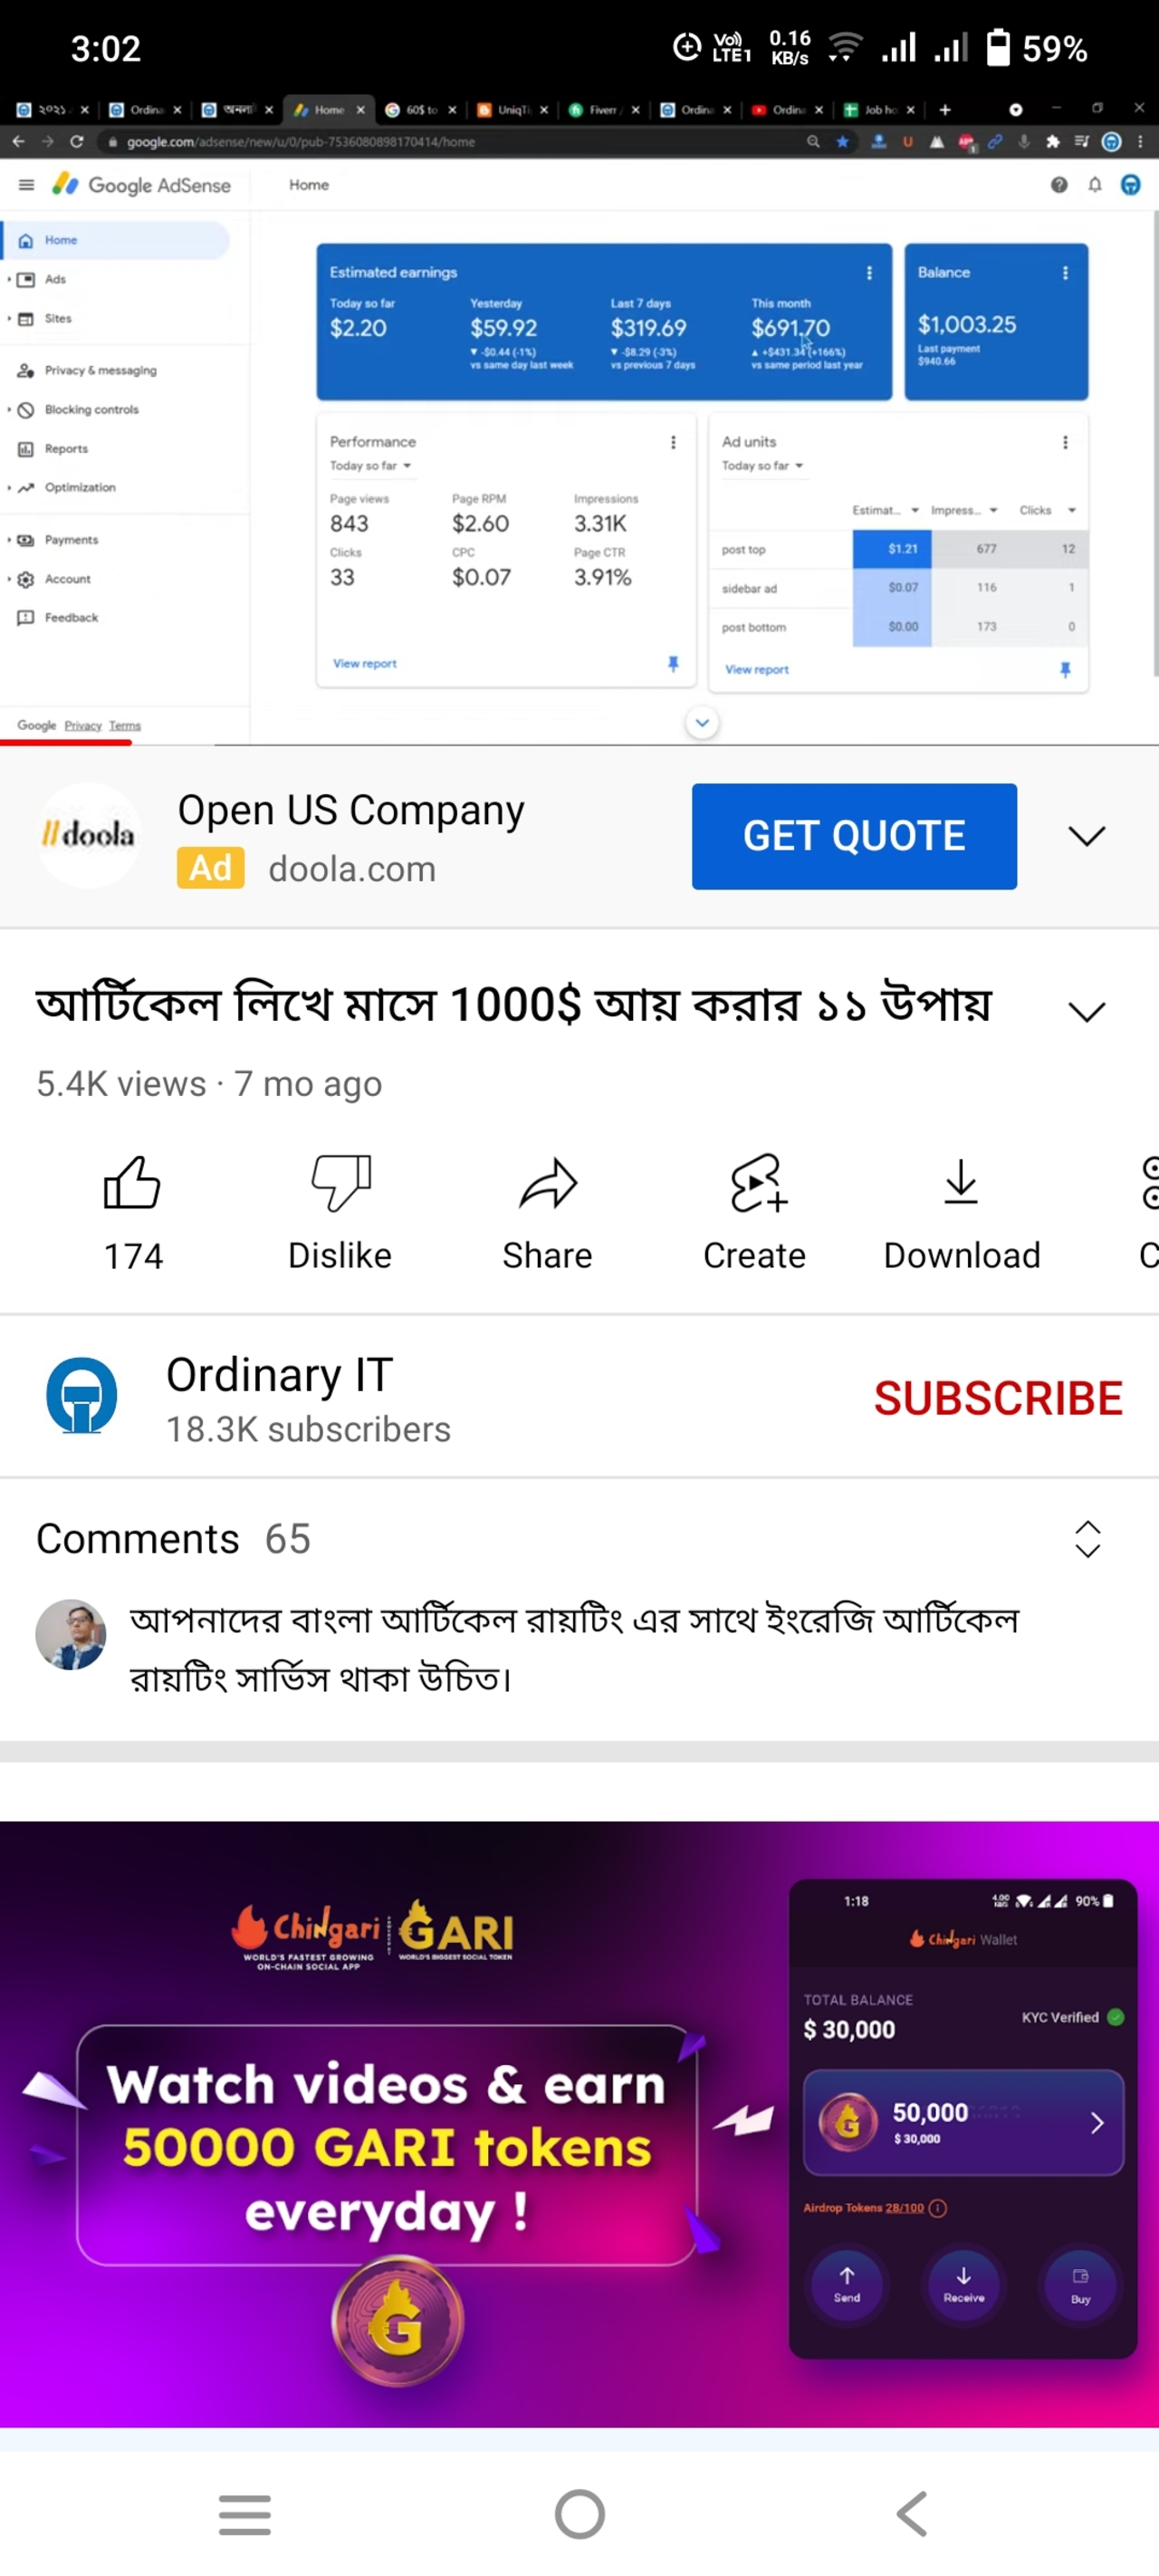 3:02
Vo)) LTE1
0.16 KB/s
59%
২০২১
Ordina
Home
60$ to
UniqTi
Fiverr /
Ordina
Ordina
Job ho
google.com/adsense/new/u/0/pub-7536080898170414/home
Google AdSense
Home
Home
Ads
Sites
Privacy & messaging
Blocking controls
Reports
Optimization
Payments
Account
Feedback
Google Privacy Terms
Estimated earnings
Today so far
Yesterday
Last 7 days
This month
$2.20
$59.92
$319.69
$691.70
-$0.44 (-1%)
-$8.29 (-3%)
+$431.34 (+166%)
vs same day last week
vs previous 7 days
vs same period last year
Balance
$1,003.25
Last payment
$940.66
Performance
Today so far
Page views
Page RPM
Impressions
843
$2.60
3.31K
Clicks
CPC
Page CTR
33
$0.07
3.91%
View report
Ad units
Today so far
Estimat...
Impress...
Clicks
post top $1.21 677 12
sidebar ad $0.07 116 1
post bottom $0.00 173 0
View report
//doola
Open US Company
Ad doola.com
GET QUOTE
আর্টিকেল লিখে মাসে 1000$ আয় করার ১১ উপায়
5.4K views · 7 mo ago
174
Dislike
Share
Create
Download
C
Ordinary IT
18.3K subscribers
SUBSCRIBE
Comments 65
আপনাদের বাংলা আর্টিকেল রায়টিং এর সাথে ইংরেজি আর্টিকেল
রায়টিং সার্ভিস থাকা উচিত।
Chingari
WORLD'S FASTEST GROWING
ON-CHAIN SOCIAL APP
GARI
WORLD'S BIGGEST SOCIAL TOKEN
Watch videos & earn
50000 GARI tokens
everyday !
G
1:18
90%
Chingari Wallet
TOTAL BALANCE
$ 30,000
KYC Verified
G
50,000
$ 30,000
Airdrop Tokens 28/100
Send
Receive
Buy